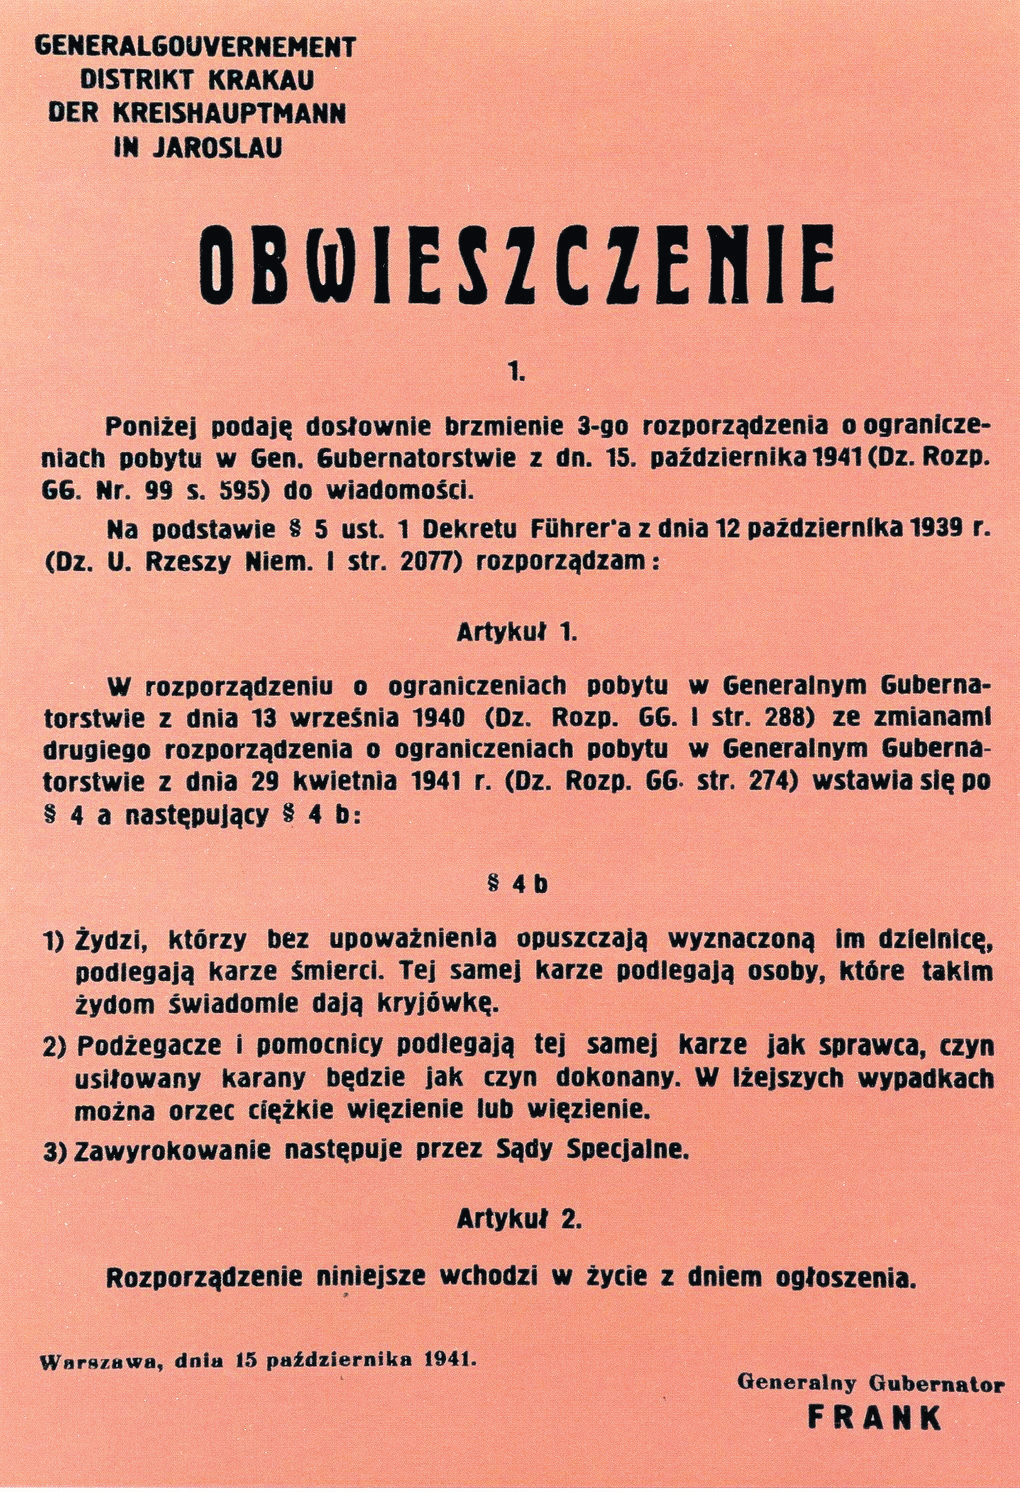 GENERALGOUVERNEMENT
DISTRIKT KRAKAU
DER KREISHAUPTMANN
IN JAROSLAU
OBWIESZCZENIE
1.
Poniżej podaję dosłownie brzmienie 3-go rozporządzenia o ogranicze-
niach pobytu w Gen. Gubernatorstwie z dn. 15. października 1941 (Dz. Rozp.
GG. Nr. 99 s. 595) do wiadomości.
Na podstawie § 5 ust. 1 Dekretu Führer'a z dnia 12 października 1939 r.
(Dz. U. Rzeszy Niem. I str. 2077) rozporządzam:
Artykuł 1.
W rozporządzeniu o ograniczeniach pobytu w Generalnym Guberna-
torstwie z dnia 13 września 1940 (Dz. Rozp. GG. I str. 288) ze zmianami
drugiego rozporządzenia o ograniczeniach pobytu w Generalnym Guberna-
torstwie z dnia 29 kwietnia 1941 r. (Dz. Rozp. GG. str. 274) wstawia się po
§ 4 a następujący § 4 b:
§ 4 b
1) Żydzi, którzy bez upoważnienia opuszczają wyznaczoną im dzielnicę,
podlegają karze śmierci. Tej samej karze podlegają osoby, które takim
żydom świadomie dają kryjówkę.
2) Podżegacze i pomocnicy podlegają tej samej karze jak sprawca, czyn
usiłowany karany będzie jak czyn dokonany. W lżejszych wypadkach
można orzec ciężkie więzienie lub więzienie.
3) Zawyrokowanie następuje przez Sądy Specjalne.
Artykuł 2.
Rozporządzenie niniejsze wchodzi w życie z dniem ogłoszenia.
Warszawa, dnia 15 października 1941.
Generalny Gubernator
FRANK